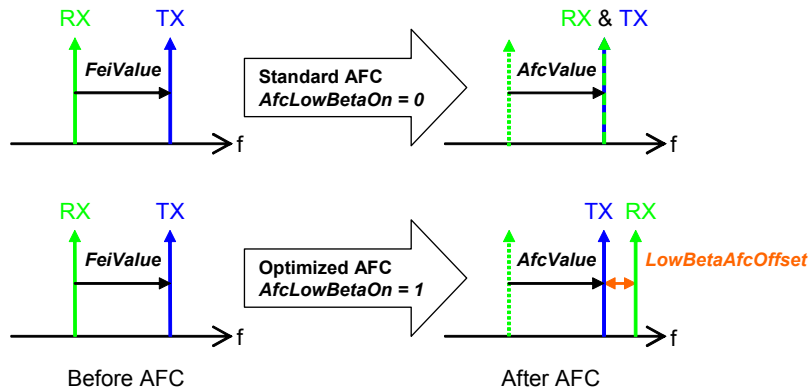 RX TX
FeiValue
f
Standard AFC
AfcLowBetaOn = 0
RX & TX
AfcValue
f
RX TX
FeiValue
f
Optimized AFC
AfcLowBetaOn = 1
TX RX
AfcValue
LowBetaAfcOffset
f
Before AFC
After AFC